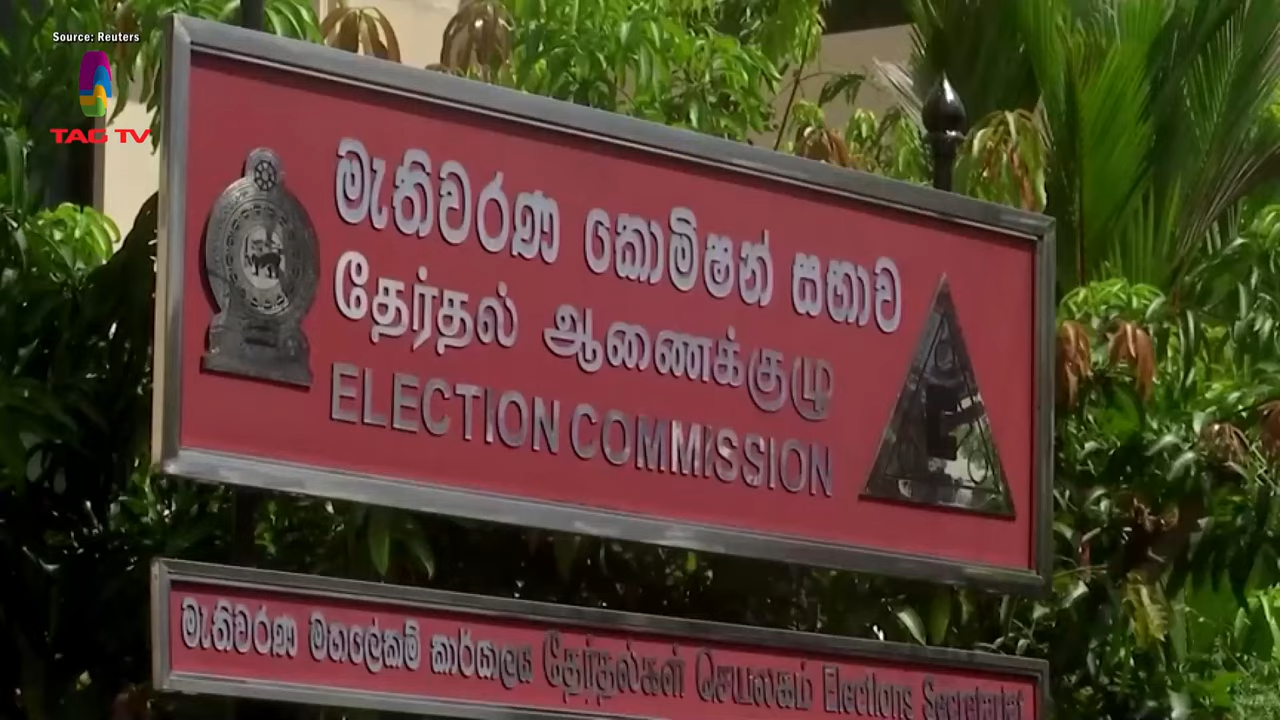 Source: Reuters
TAG TV
මැතිවරණ කොමිෂන් සභාව
தேர்தல் ஆணைக்குழு
ELECTION COMMISSION
මැතිවරණ මහලේකම් කාර්යාලය தேர்தல்கள் செயலகம் Elections Secretariat